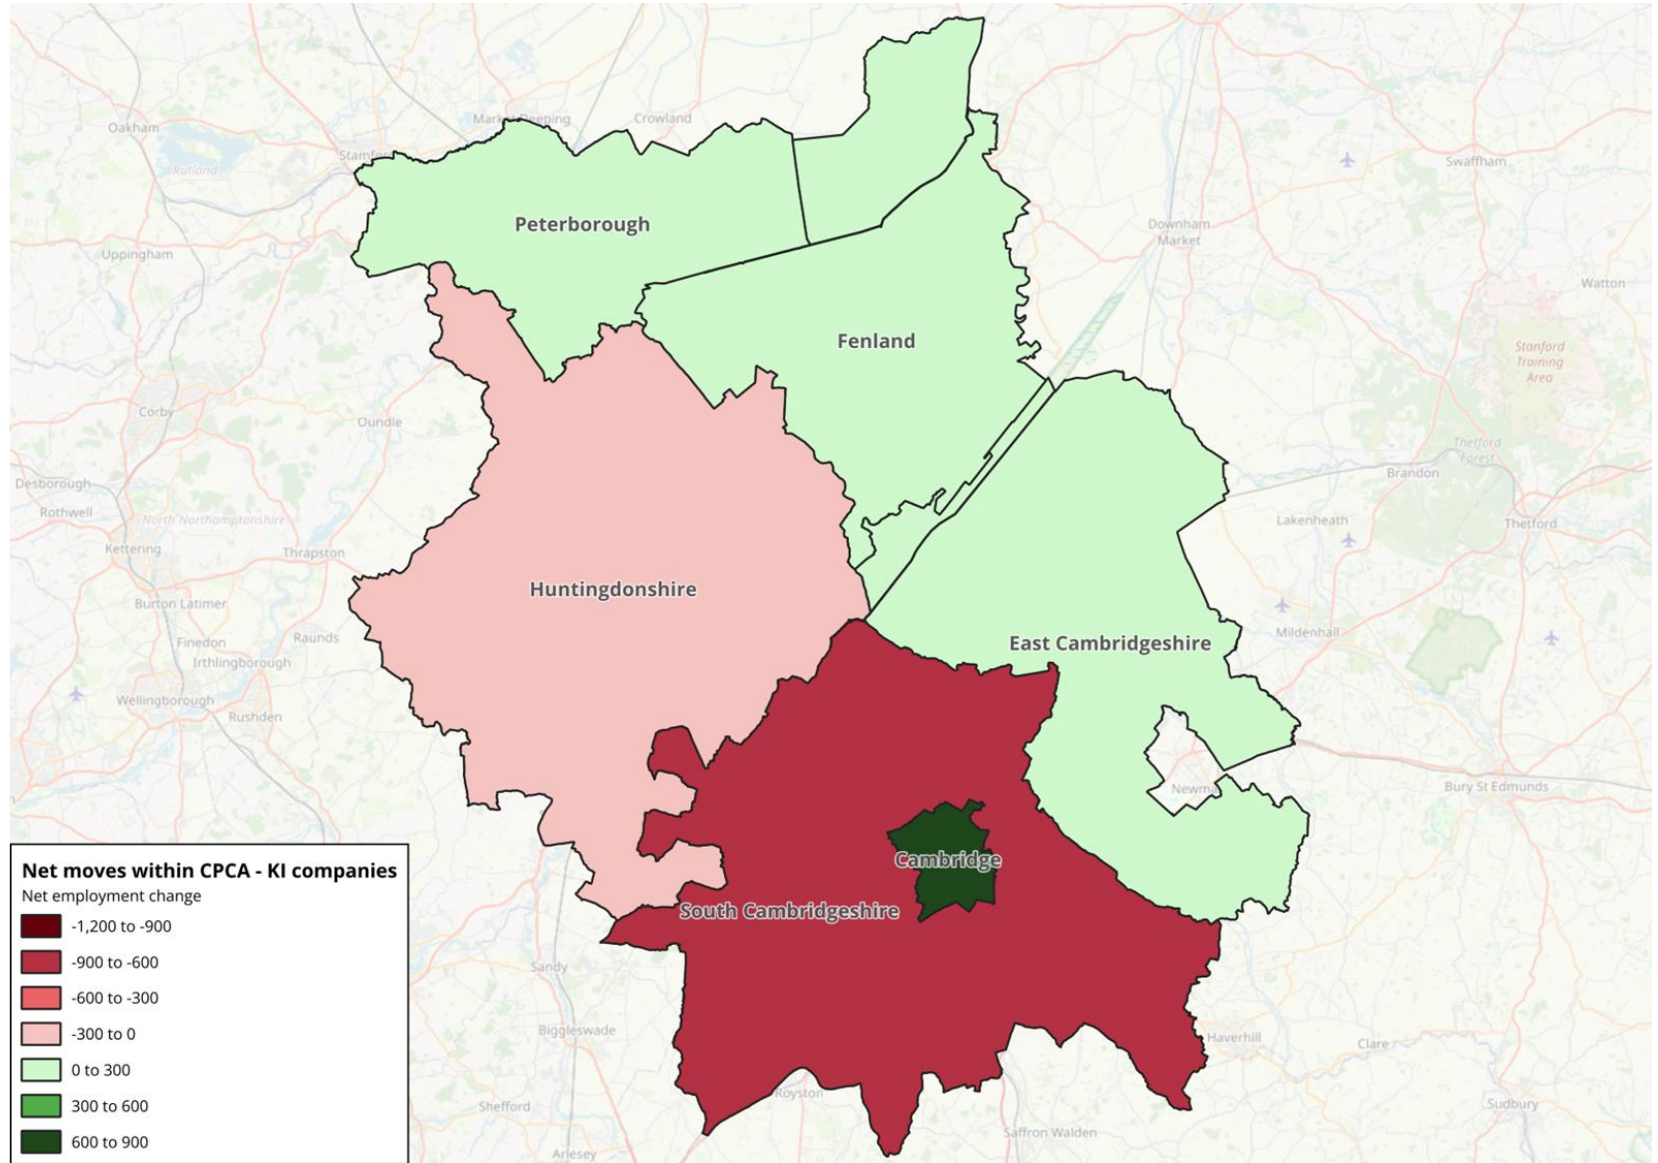 Oakham
Market Deeping
Crowland
Stamf
Rutland
Swaffham
Peterborough
Downham
Market
Uppingham
Watton
Fenland
Stanford
Training
Area
Corby
Oundle
Thetford
Forest
Brandon
Desborough
Rothwell
North Northamptonshire
Lakenheath
Thetford
Kettering
Thrapston
Huntingdonshire
Burton Latimer
Finedon
Raunds
Mildenhall
East Cambridgeshire
Irthlingborough
Wellingborough
Rushden
Newma
Bury St Edmunds
Cambridge
South Cambridgeshire
Sandy
Biggleswade
Haverhill
Clare
Royston
Shefford
Sudbury
Saffron Walden
Arlesey
Net moves within CPCA - KI companies
Net employment change
-1,200 to -900
-900 to -600
-600 to -300
-300 to 0
0 to 300
300 to 600
600 to 900